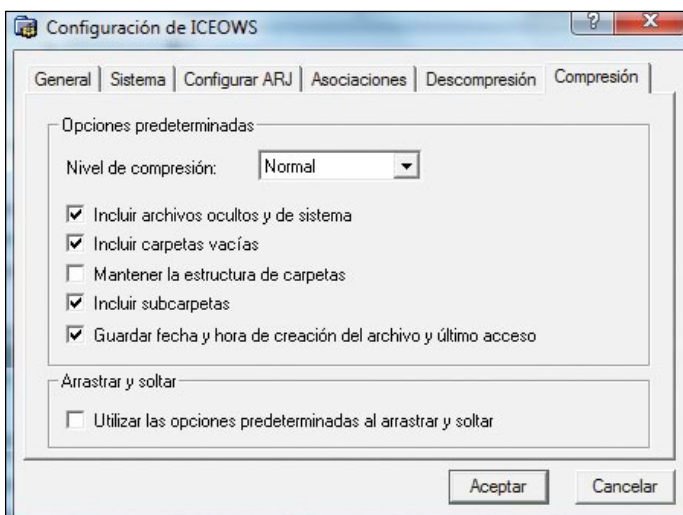 Configuración de ICEOWS
General Sistema Configurar ARJ Asociaciones Descompresión Compresión
Opciones predeterminadas
Nivel de compresión: Normal
Incluir archivos ocultos y de sistema
Incluir carpetas vacías
Mantener la estructura de carpetas
Incluir subcarpetas
Guardar fecha y hora de creación del archivo y último acceso
Arrastrar y soltar
Utilizar las opciones predeterminadas al arrastrar y soltar
Aceptar Cancelar